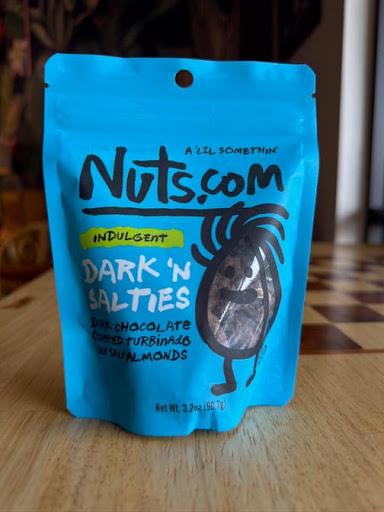 A 'LIL SOMETHIN'
Nuts.com
INDULGENT
DARK 'N
SALTIES
DARK CHOCOLATE
COVERED TURBINADO
SEA SALT ALMONDS
Net Wt. 3.2oz (90.7g)